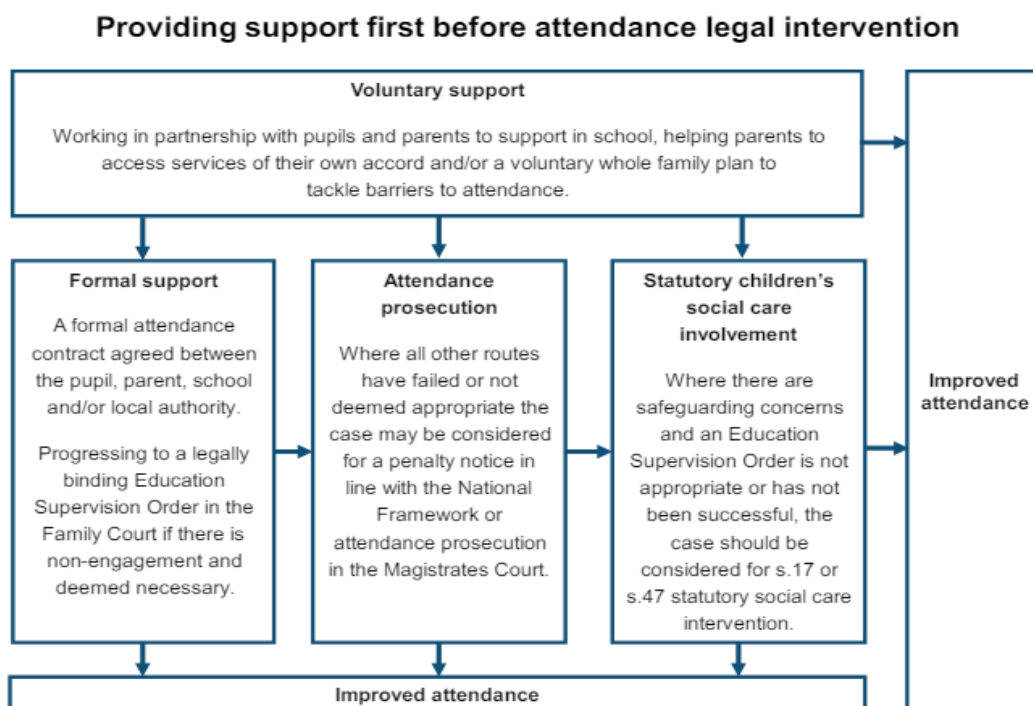 Providing support first before attendance legal intervention
Voluntary support
Working in partnership with pupils and parents to support in school, helping parents to
access services of their own accord and/or a voluntary whole family plan to
tackle barriers to attendance.
Formal support
A formal attendance
contract agreed between
the pupil, parent, school
and/or local authority.
Progressing to a legally
binding Education
Supervision Order in the
Family Court if there is
non-engagement and
deemed necessary.
Attendance
prosecution
Where all other routes
have failed or not
deemed appropriate the
case may be considered
for a penalty notice in
line with the National
Framework or
attendance prosecution
in the Magistrates Court.
Statutory children's
social care
involvement
Where there are
safeguarding concerns
and an Education
Supervision Order is not
appropriate or has not
been successful, the
case should be
considered for s.17 or
s.47 statutory social care
intervention.
Improved
attendance
Improved attendance